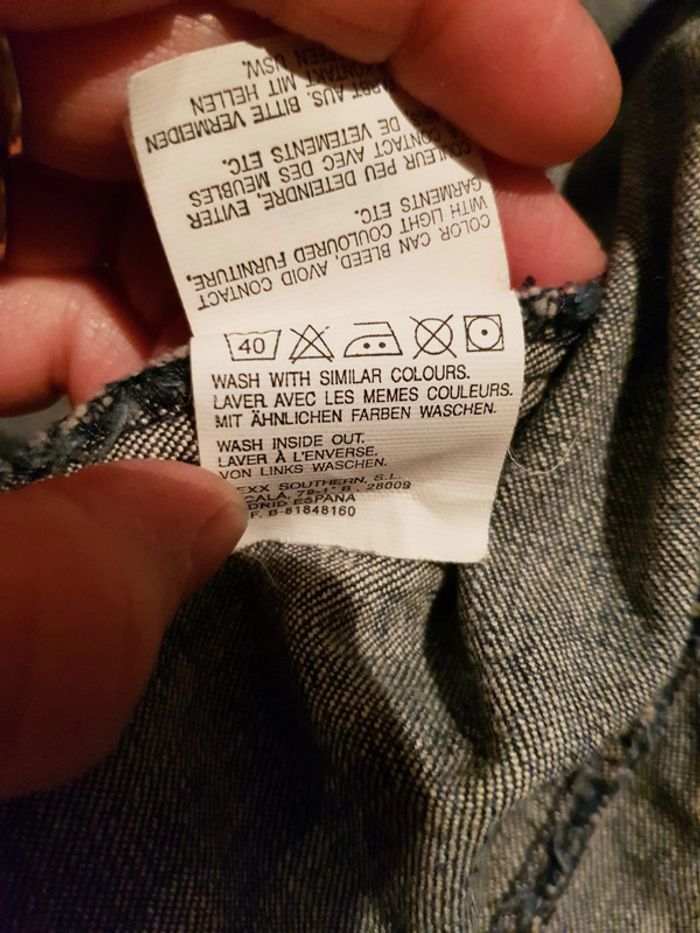 COLOR CAN BLEED, AVOID CONTACT
WITH LIGHT COULOURED FURNITURE,
GARMENTS ETC.
COULEUR PEU DETEINDRE, EVITER
CONTACT AVEC DES MEUBLES
DE VETEMENTS ETC.
AUS. BITTE VERMEIDEN
MIT HELLEN
USW.
40
WASH WITH SIMILAR COLOURS.
LAVER AVEC LES MEMES COULEURS.
MIT ÄHNLICHEN FARBEN WASCHEN.
WASH INSIDE OUT.
LAVER À L'ENVERSE.
VON LINKS WASCHEN.
SOUTHERN, S.L.
28009
ESPAÑA
B-81848160